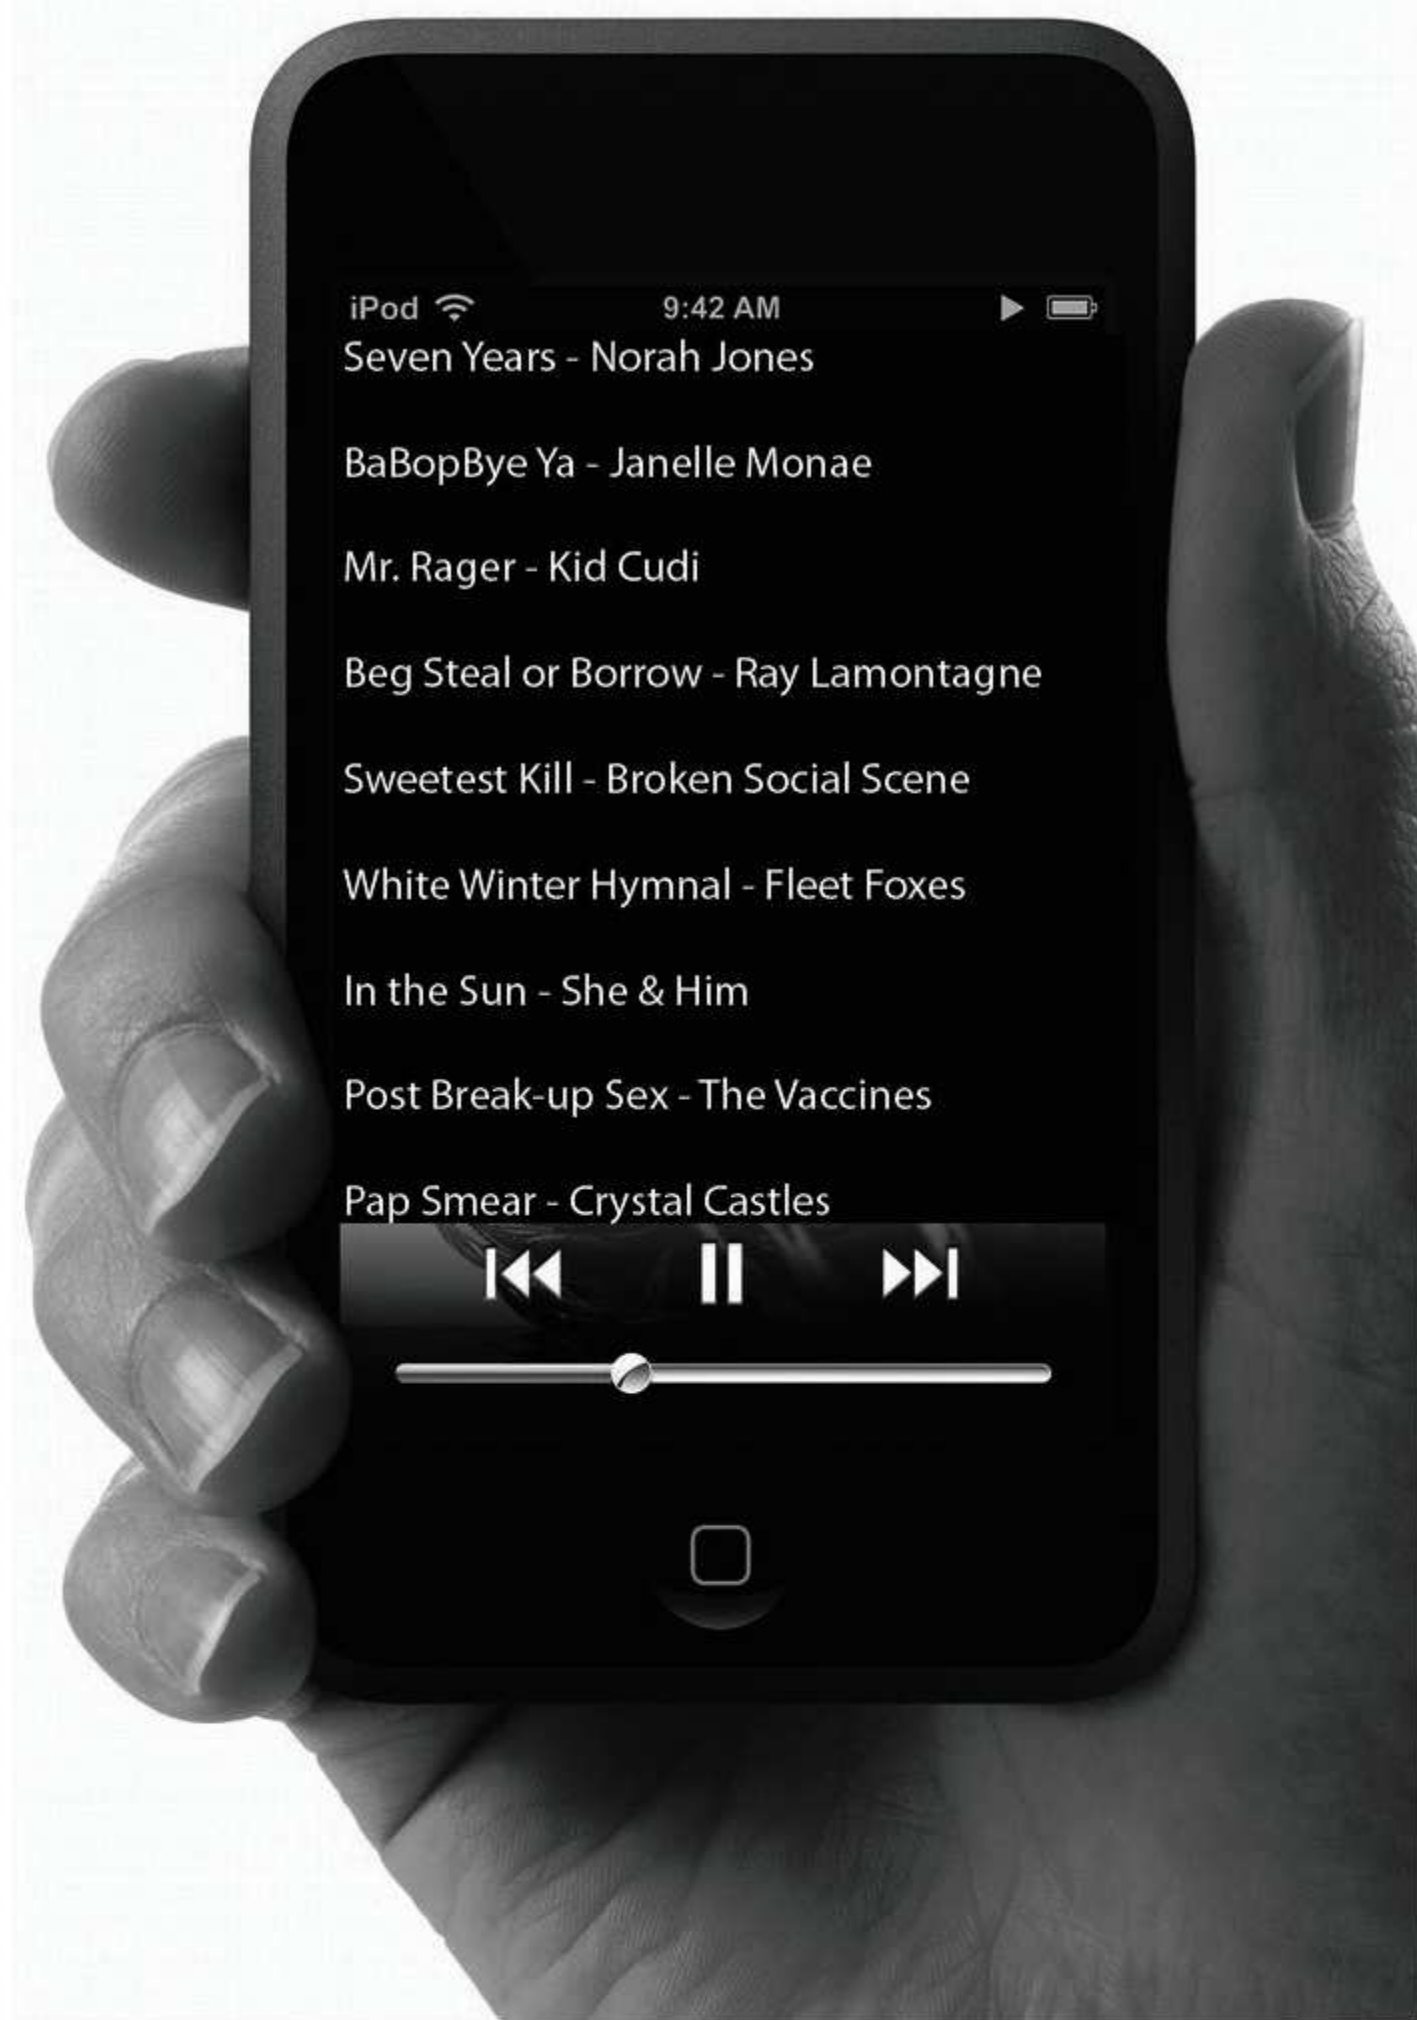 iPod 9:42 AM
Seven Years - Norah Jones
BaBopBye Ya - Janelle Monae
Mr. Rager - Kid Cudi
Beg Steal or Borrow - Ray Lamontagne
Sweetest Kill - Broken Social Scene
White Winter Hymnal - Fleet Foxes
In the Sun - She & Him
Post Break-up Sex - The Vaccines
Pap Smear - Crystal Castles